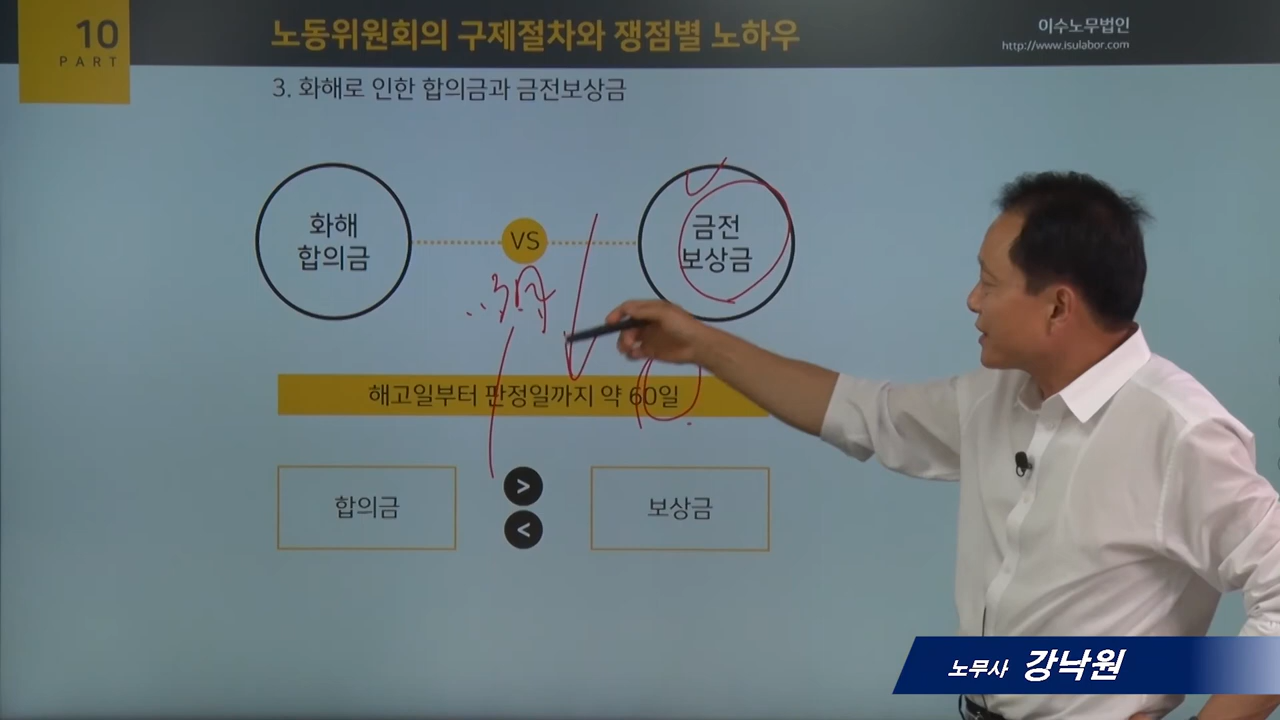 10
PART
노동위원회의 구제절차와 쟁점별 노하우
이수노무법인
http://www.isulabor.com
3. 화해로 인한 합의금과 금전보상금
화해
합의금
VS
금전
보상금
해고일부터 판정일까지 약 60일
합의금
>
<
보상금
노무사 강낙원